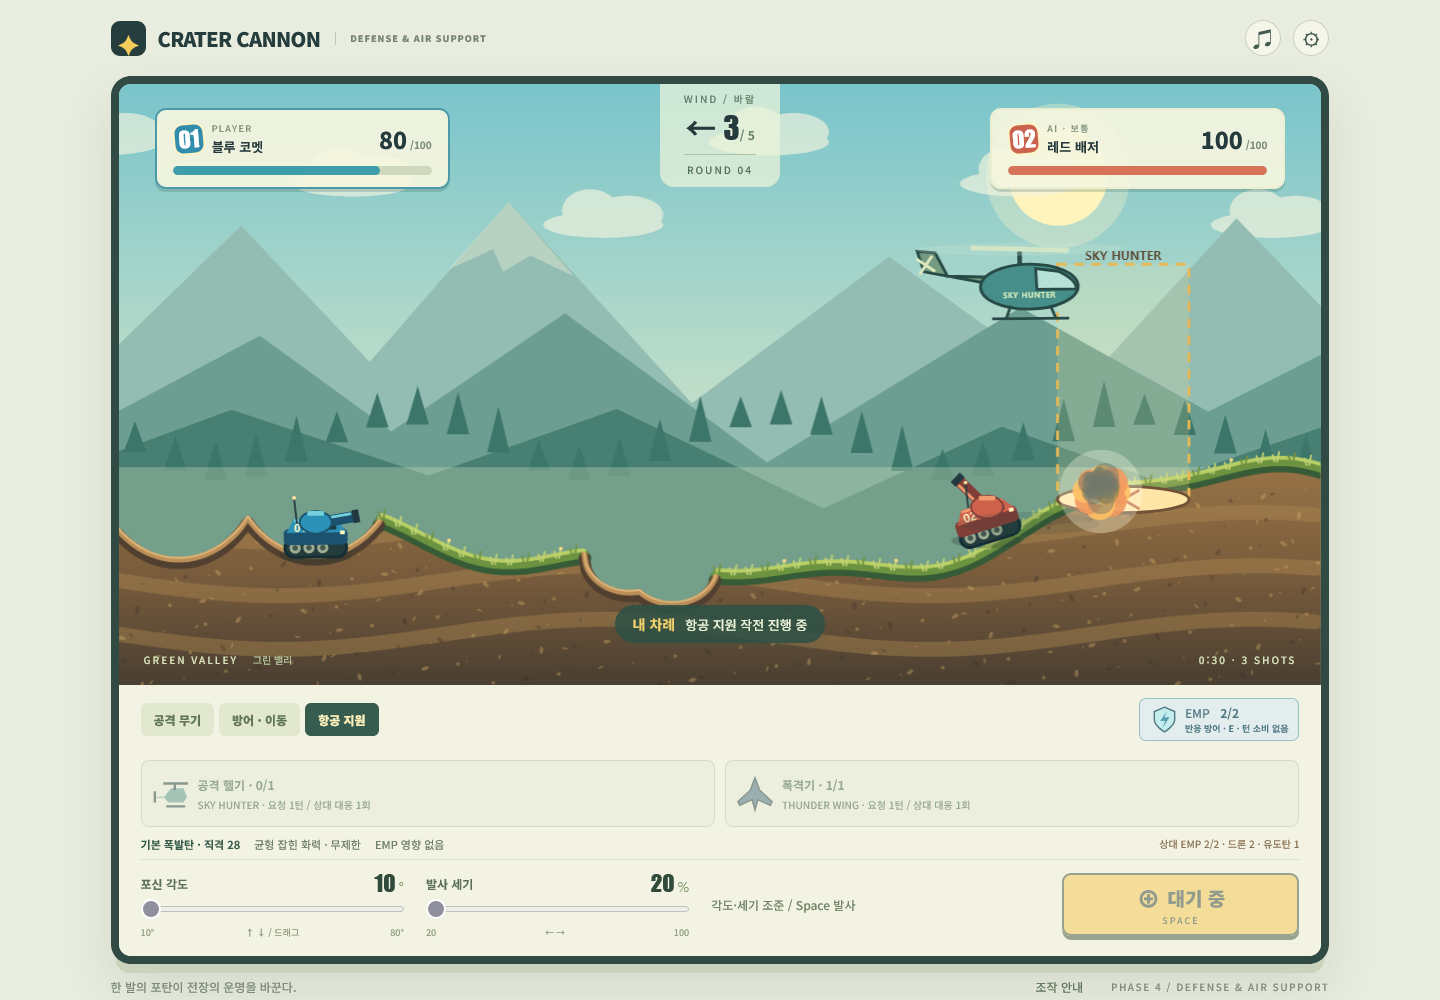 CRATER CANNON
DEFENSE & AIR SUPPORT
01
PLAYER
블루 코멧
80 /100
WIND / 바람
← 3 / 5
ROUND 04
02
AI · 보통
레드 배저
100 /100
SKY HUNTER
SKY HUNTER
0
02
내 차례 항공 지원 작전 진행 중
GREEN VALLEY 그린 밸리
0:30 · 3 SHOTS
공격 무기
방어 · 이동
항공 지원
EMP 2/2
반응 방어 · E · 턴 소비 없음
공격 헬기 · 0/1
SKY HUNTER · 요청 1턴 / 상대 대응 1회
폭격기 · 1/1
THUNDER WING · 요청 1턴 / 상대 대응 1회
기본 폭발탄 · 직격 28 균형 잡힌 화력 · 무제한 EMP 영향 없음
상대 EMP 2/2 · 드론 2 · 유도탄 1
포신 각도 10 °
10° ↑ ↓ / 드래그 80°
발사 세기 20 %
20 ←→ 100
각도·세기 조준 / Space 발사
대기 중
SPACE
한 발의 포탄이 전장의 운명을 바꾼다.
조작 안내
PHASE 4 / DEFENSE & AIR SUPPORT